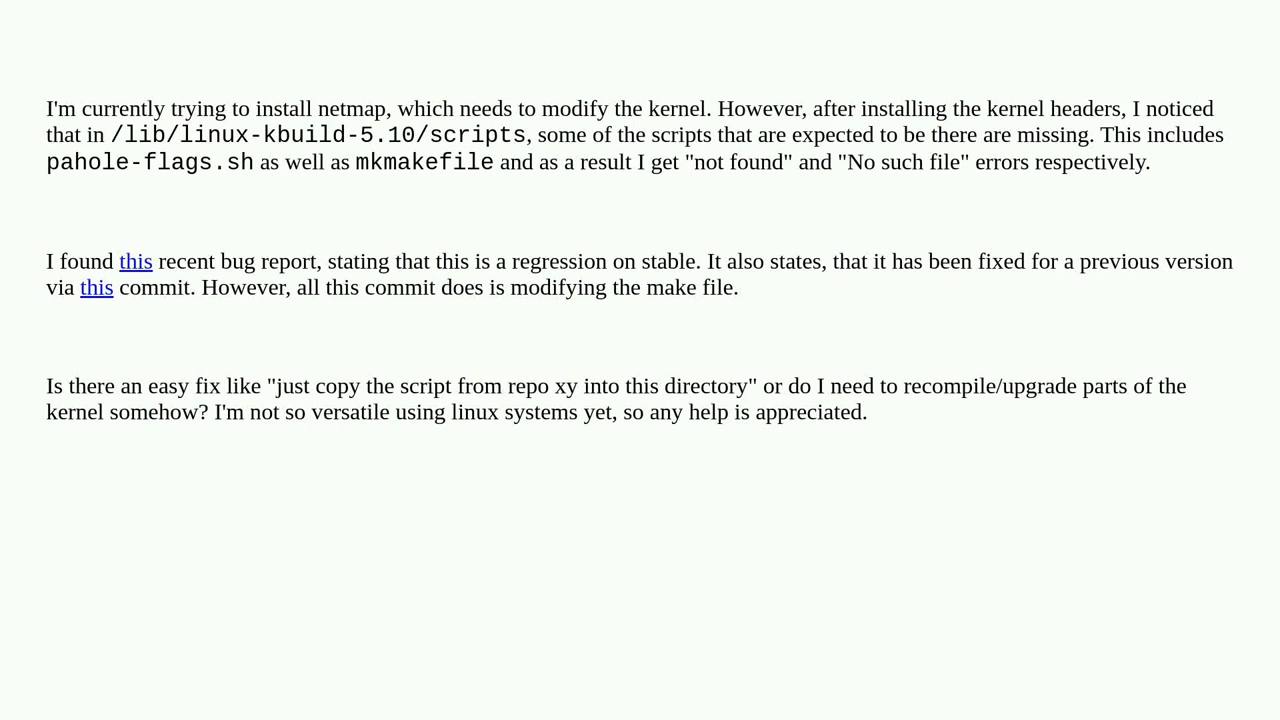 I'm currently trying to install netmap, which needs to modify the kernel. However, after installing the kernel headers, I noticed
that in /lib/linux-kbuild-5.10/scripts, some of the scripts that are expected to be there are missing. This includes
pahole-flags.sh as well as mkmakefile and as a result I get "not found" and "No such file" errors respectively.
I found this recent bug report, stating that this is a regression on stable. It also states, that it has been fixed for a previous version
via this commit. However, all this commit does is modifying the make file.
Is there an easy fix like "just copy the script from repo xy into this directory" or do I need to recompile/upgrade parts of the
kernel somehow? I'm not so versatile using linux systems yet, so any help is appreciated.